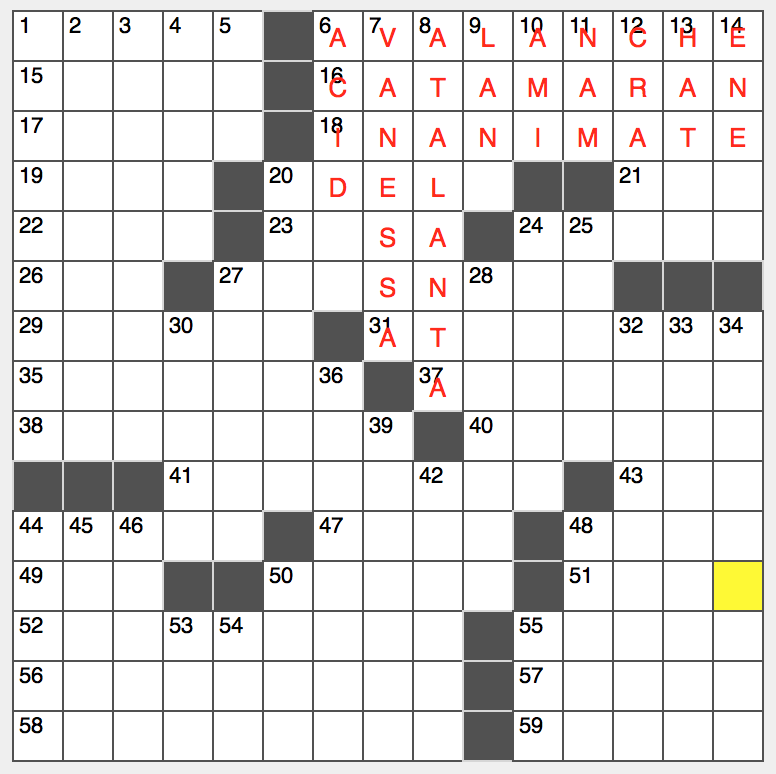 1 2 3 4 5 6 7 8 9 10 11 12 13 14
A V A L A N C H E
15 16
C A T A M A R A N
17 18
I N A N I M A T E
19 20 21
D E L
22 23 24 25
S A
26 27 28
S N
29 30 31 32 33 34
A T
35 36 37
A
38 39 40
41 42 43
44 45 46 47 48
49 50 51
52 53 54 55
56 57
58 59